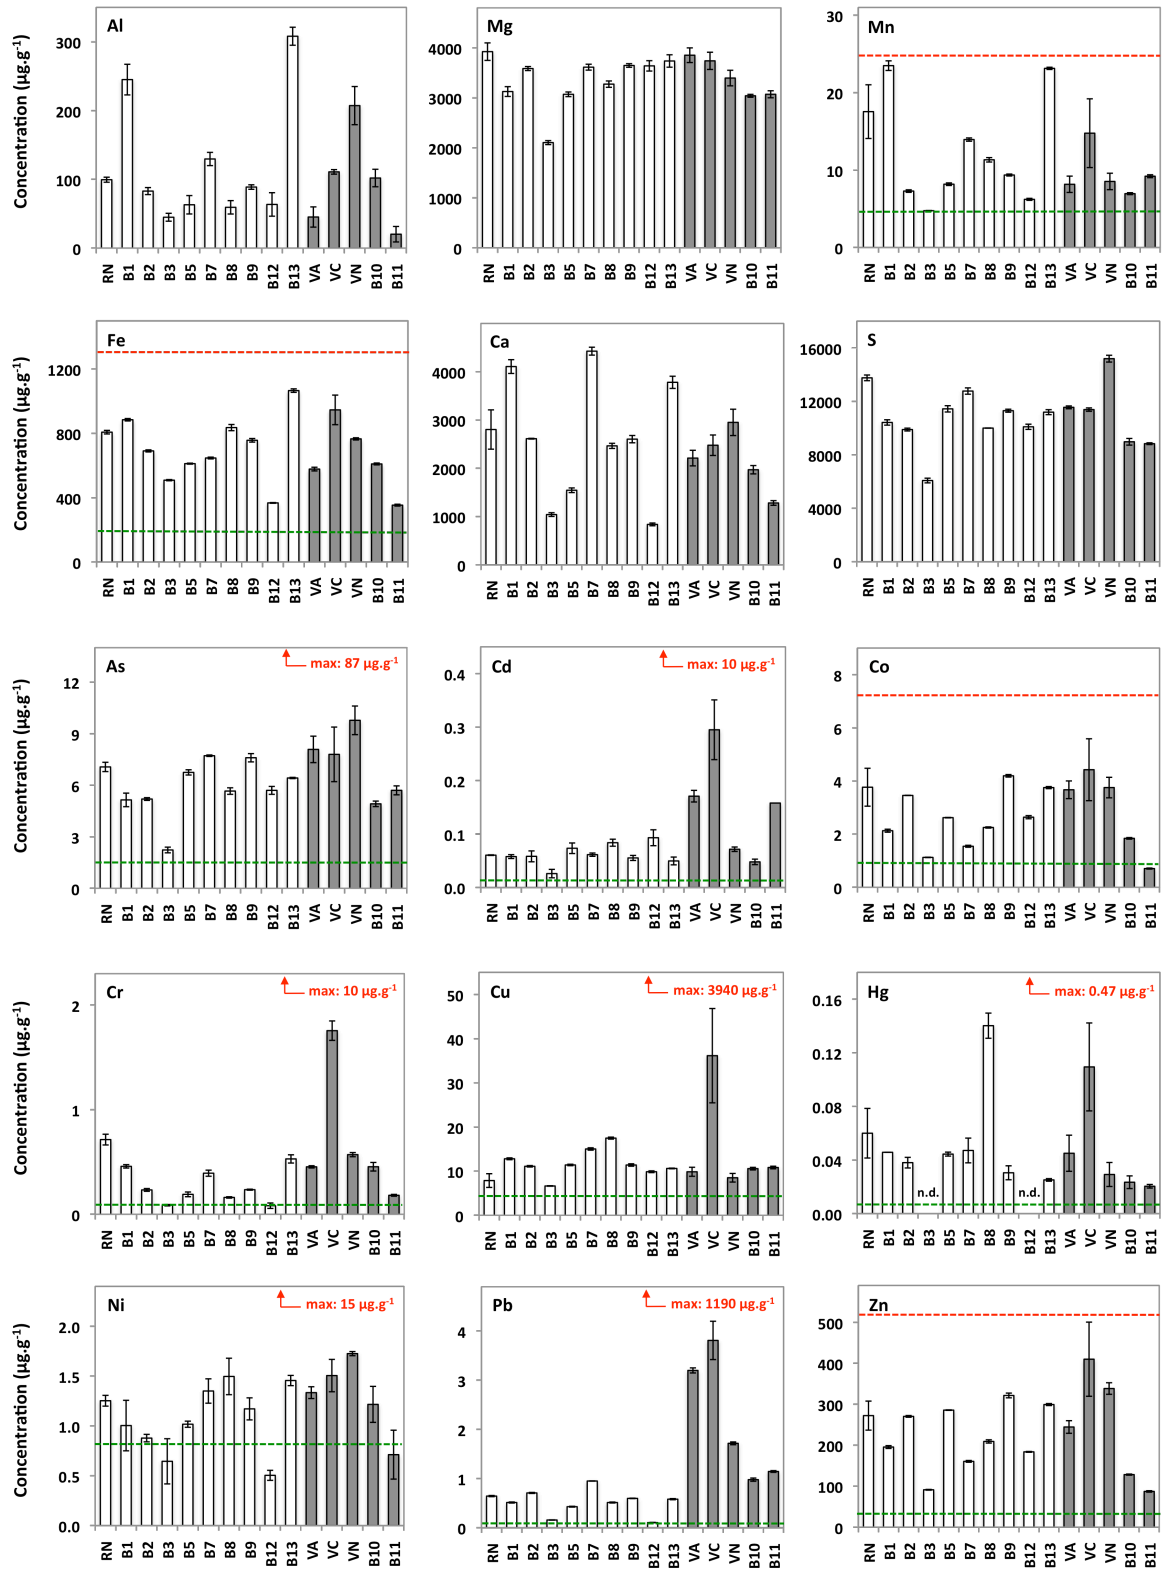 Al
Mg
Mn
Concentration (µg.g-1)
300
200
100
0
4000
3000
2000
1000
0
30
20
10
0
RN B1 B2 B3 B5 B7 B8 B9 B12 B13 VA VC VN B10 B11
RN B1 B2 B3 B5 B7 B8 B9 B12 B13 VA VC VN B10 B11
RN B1 B2 B3 B5 B7 B8 B9 B12 B13 VA VC VN B10 B11
Fe
Ca
S
Concentration (µg.g-1)
1200
800
400
0
4000
3000
2000
1000
0
16000
12000
8000
4000
0
RN B1 B2 B3 B5 B7 B8 B9 B12 B13 VA VC VN B10 B11
RN B1 B2 B3 B5 B7 B8 B9 B12 B13 VA VC VN B10 B11
RN B1 B2 B3 B5 B7 B8 B9 B12 B13 VA VC VN B10 B11
As
max: 87 µg.g-1
Cd
max: 10 µg.g-1
Co
Concentration (µg.g-1)
12
9
6
3
0
0.4
0.3
0.2
0.1
0.0
8
6
4
2
0
RN B1 B2 B3 B5 B7 B8 B9 B12 B13 VA VC VN B10 B11
RN B1 B2 B3 B5 B7 B8 B9 B12 B13 VA VC VN B10 B11
RN B1 B2 B3 B5 B7 B8 B9 B12 B13 VA VC VN B10 B11
Cr
max: 10 µg.g-1
Cu
max: 3940 µg.g-1
Hg
max: 0.47 µg.g-1
Concentration (µg.g-1)
2
1
0
50
40
30
20
10
0
0.16
0.12
0.08
0.04
0.00
n.d.
n.d.
RN B1 B2 B3 B5 B7 B8 B9 B12 B13 VA VC VN B10 B11
RN B1 B2 B3 B5 B7 B8 B9 B12 B13 VA VC VN B10 B11
RN B1 B2 B3 B5 B7 B8 B9 B12 B13 VA VC VN B10 B11
Ni
max: 15 µg.g-1
Pb
max: 1190 µg.g-1
Zn
Concentration (µg.g-1)
2.0
1.5
1.0
0.5
0.0
4
3
2
1
0
500
400
300
200
100
0
RN B1 B2 B3 B5 B7 B8 B9 B12 B13 VA VC VN B10 B11
RN B1 B2 B3 B5 B7 B8 B9 B12 B13 VA VC VN B10 B11
RN B1 B2 B3 B5 B7 B8 B9 B12 B13 VA VC VN B10 B11